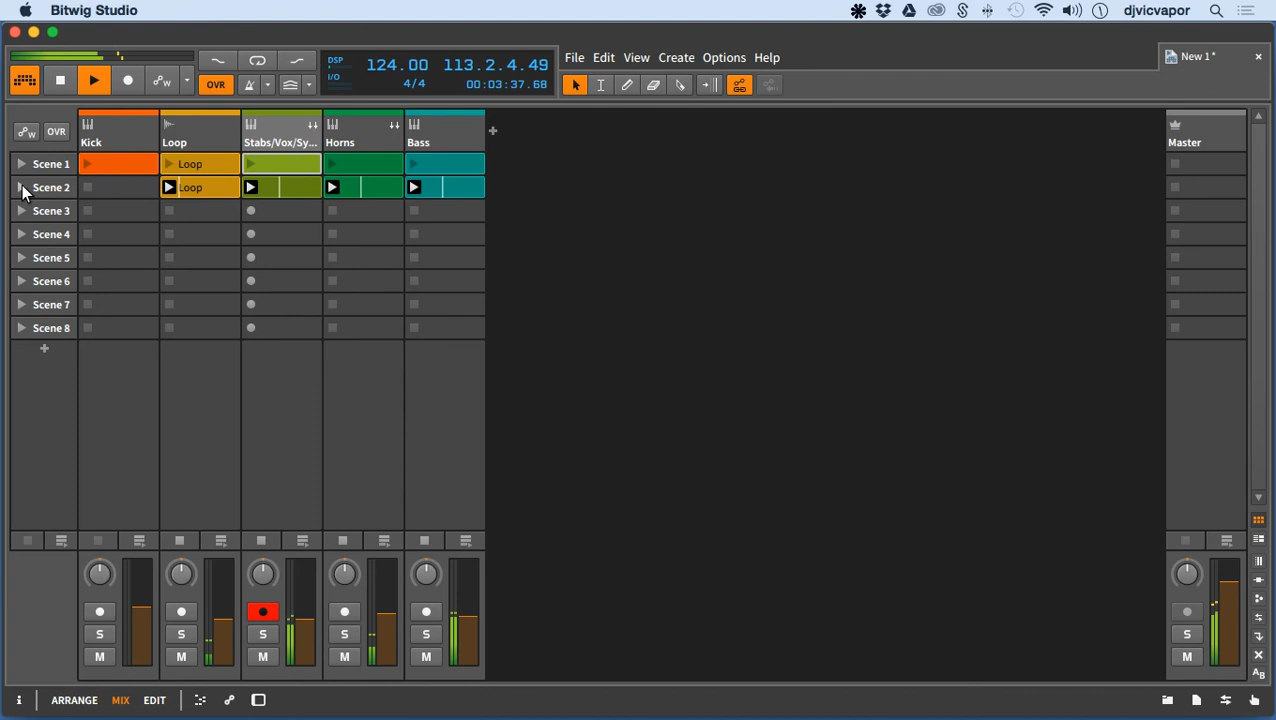 Bitwig Studio
djvicvapor
OVR
DSP
I/O
124.00
4/4
113.2.4.49
00:03:37.68
File Edit View Create Options Help
New 1*
OVR
Kick
Loop
Stabs/Vox/Sy...
Horns
Bass
Master
Scene 1
Loop
Scene 2
Loop
Scene 3
Scene 4
Scene 5
Scene 6
Scene 7
Scene 8
S S S S S S
M M M M M M
ARRANGE MIX EDIT
AB